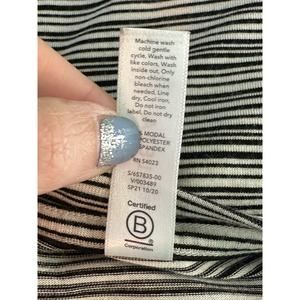 Machine wash
cold gentle
cycle, Wash with
like colors, Wash
inside out, Only
non-chlorine
bleach when
needed, Line
dry, Cool iron,
Do not iron
label, Do not dry
clean
% MODAL
POLYESTER
SPANDEX
RN 54023
S/657835-00
V/003489
SP21 10/20
Certified
B
Corporation